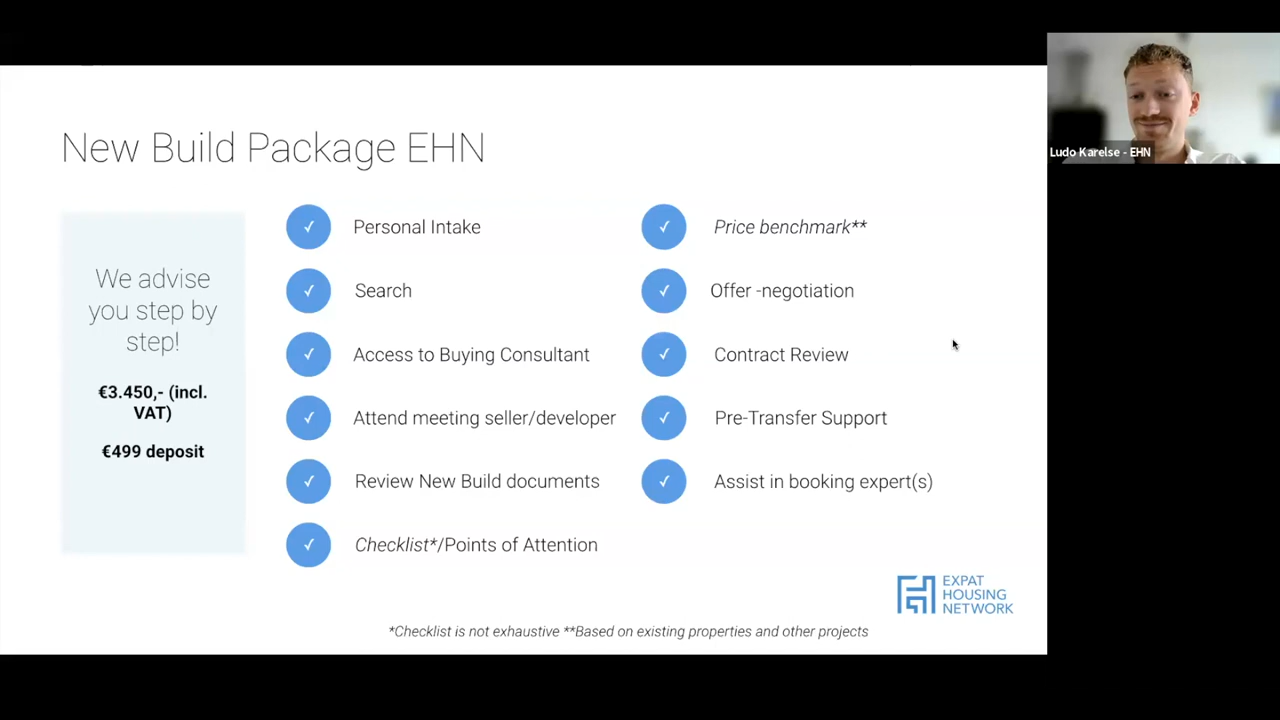 New Build Package EHN
We advise
you step by
step!
€3.450,- (incl.
VAT)
€499 deposit
✓ Personal Intake
✓ Search
✓ Access to Buying Consultant
✓ Attend meeting seller/developer
✓ Review New Build documents
✓ Checklist*/Points of Attention
✓ Price benchmark**
✓ Offer -negotiation
✓ Contract Review
✓ Pre-Transfer Support
✓ Assist in booking expert(s)
EXPAT
HOUSING
NETWORK
*Checklist is not exhaustive **Based on existing properties and other projects
Ludo Karelse - EHN